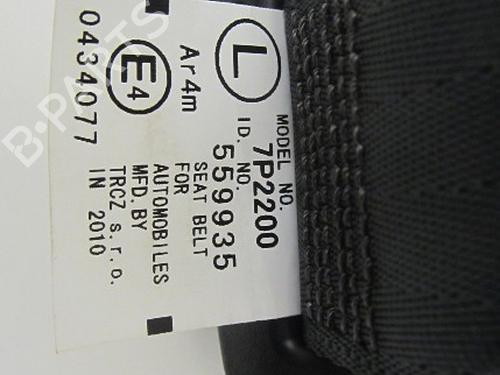 L
MODEL NO.
7P2200
ID. NO.
559935
Ar4m
SEAT BELT
FOR
AUTOMOBILES
MFD. BY
TRCZ s.r.o.
IN 2010
E4
0434077
B-PARTS